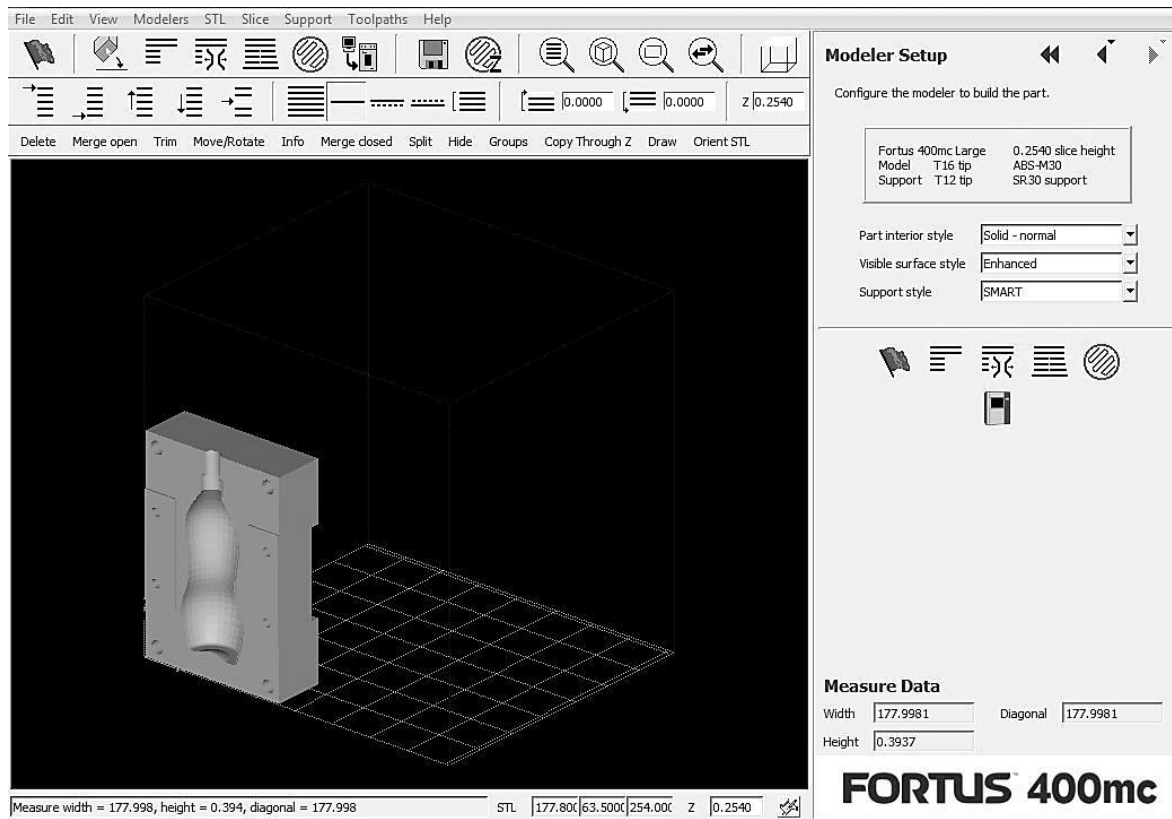 File Edit View Modelers STL Slice Support Toolpaths Help
0.0000 0.0000 Z 0.2540
Delete Merge open Trim Move/Rotate Info Merge closed Split Hide Groups Copy Through Z Draw Orient STL
Modeler Setup
Configure the modeler to build the part.
Fortus 400mc Large 0.2540 slice height
Model T16 tip ABS-M30
Support T12 tip SR30 support
Part interior style Solid - normal
Visible surface style Enhanced
Support style SMART
Measure Data
Width 177.9981 Diagonal 177.9981
Height 0.3937
FORTUS 400mc
Measure width = 177.998, height = 0.394, diagonal = 177.998 STL 177.800 63.5000 254.000 Z 0.2540